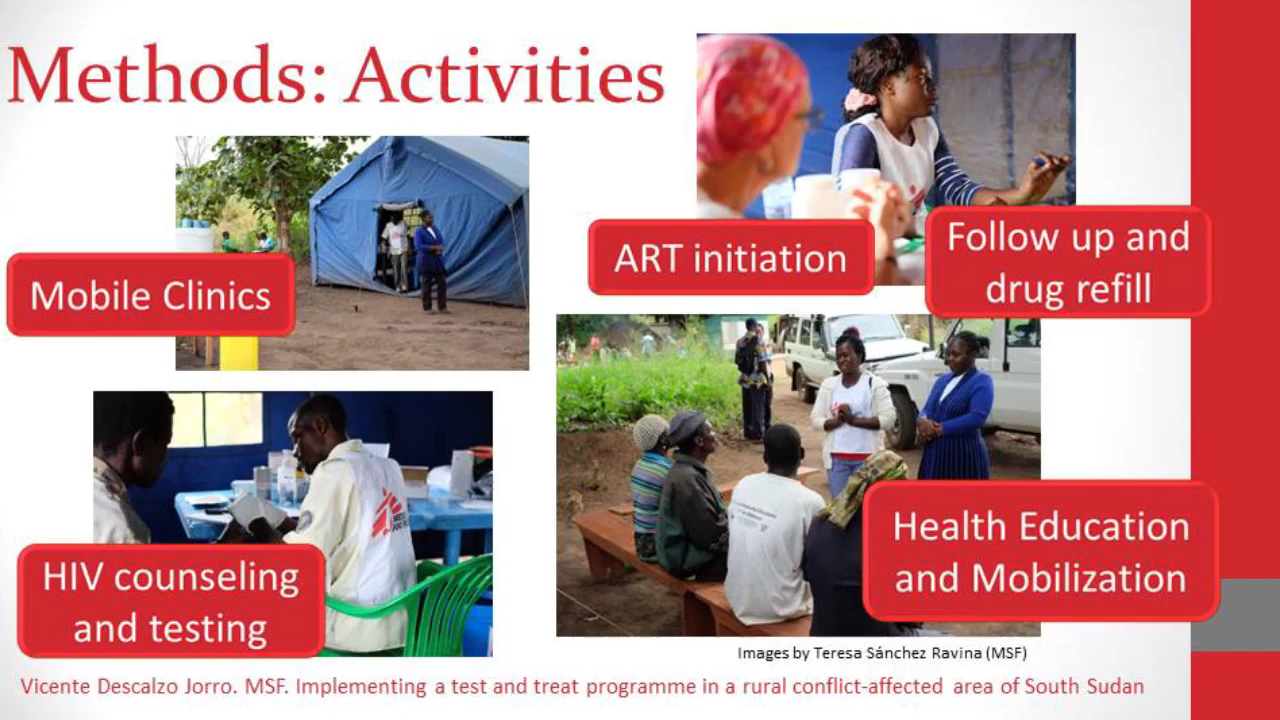 Methods: Activities
Mobile Clinics
ART initiation
Follow up and
drug refill
HIV counseling
and testing
Health Education
and Mobilization
Images by Teresa Sánchez Ravina (MSF)
Vicente Descalzo Jorro. MSF. Implementing a test and treat programme in a rural conflict-affected area of South Sudan